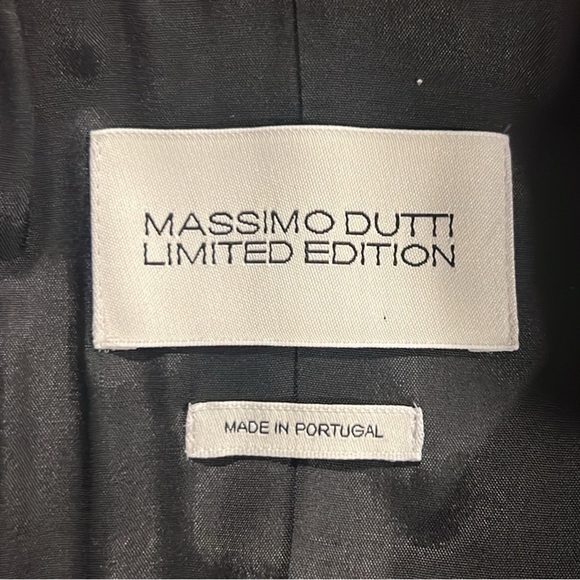 MASSIMO DUTTI
LIMITED EDITION
MADE IN PORTUGAL